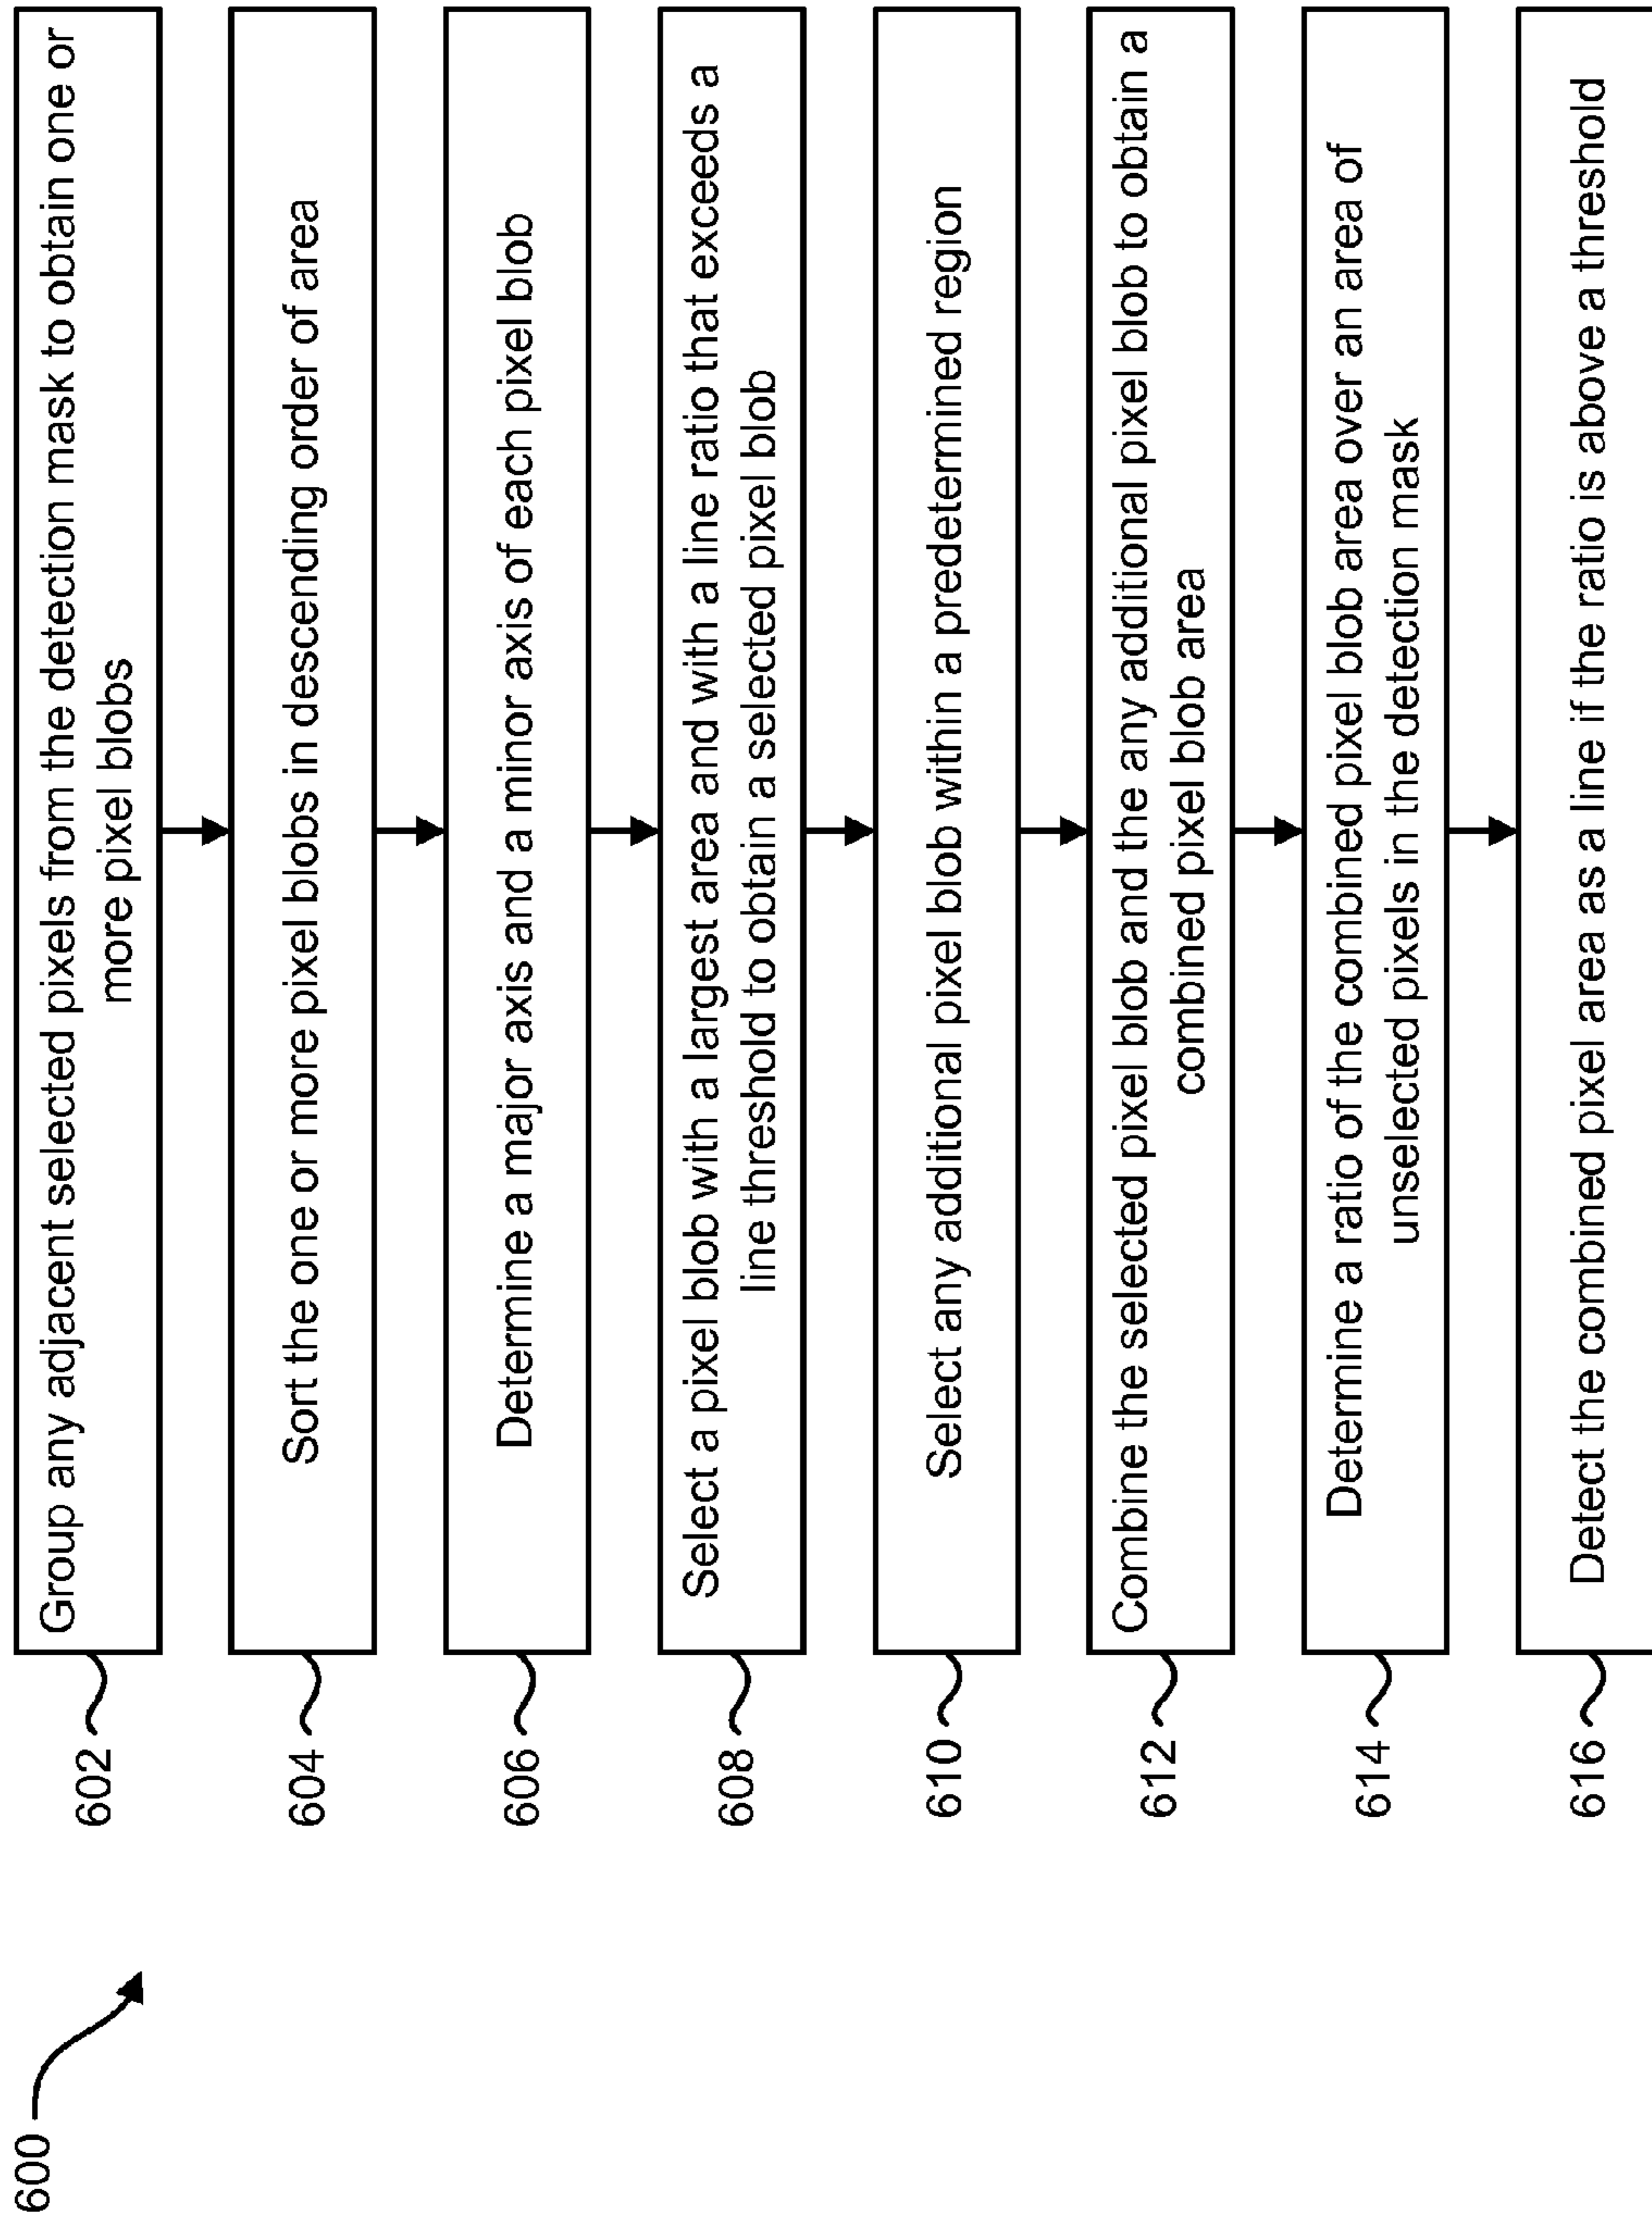 600
602
Group any adjacent selected pixels from the detection mask to obtain one or
more pixel blobs
604
Sort the one or more pixel blobs in descending order of area
606
Determine a major axis and a minor axis of each pixel blob
608
Select a pixel blob with a largest area and with a line ratio that exceeds a
line threshold to obtain a selected pixel blob
610
Select any additional pixel blob within a predetermined region
612
Combine the selected pixel blob and the any additional pixel blob to obtain a
combined pixel blob area
614
Determine a ratio of the combined pixel blob area over an area of
unselected pixels in the detection mask
616
Detect the combined pixel area as a line if the ratio is above a threshold